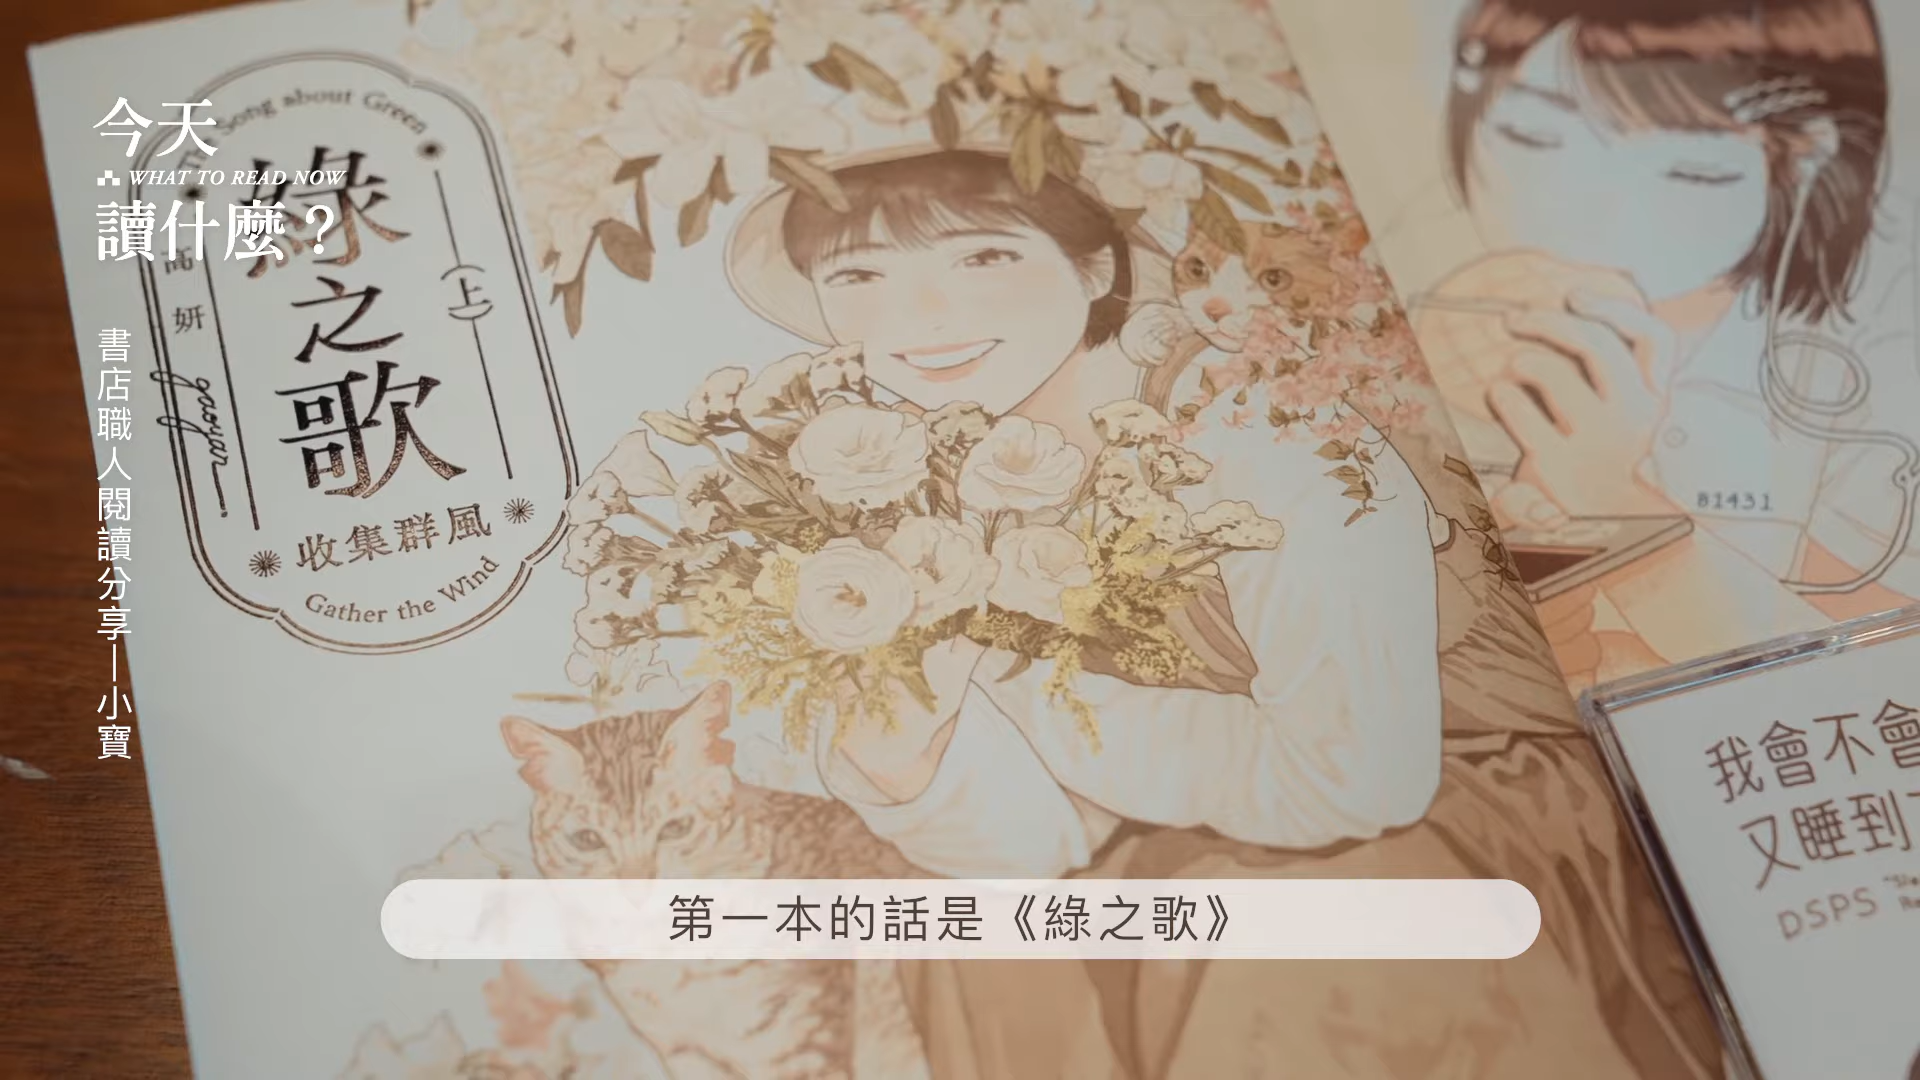 今天
WHAT TO READ NOW
讀什麼？
書店職人閱讀分享—小寶
Song about Green
綠之歌
（上）
高妍
gaoyan
收集群風
Gather the Wind
81431
我會不會
又睡到
DSPS
第一本的話是《綠之歌》